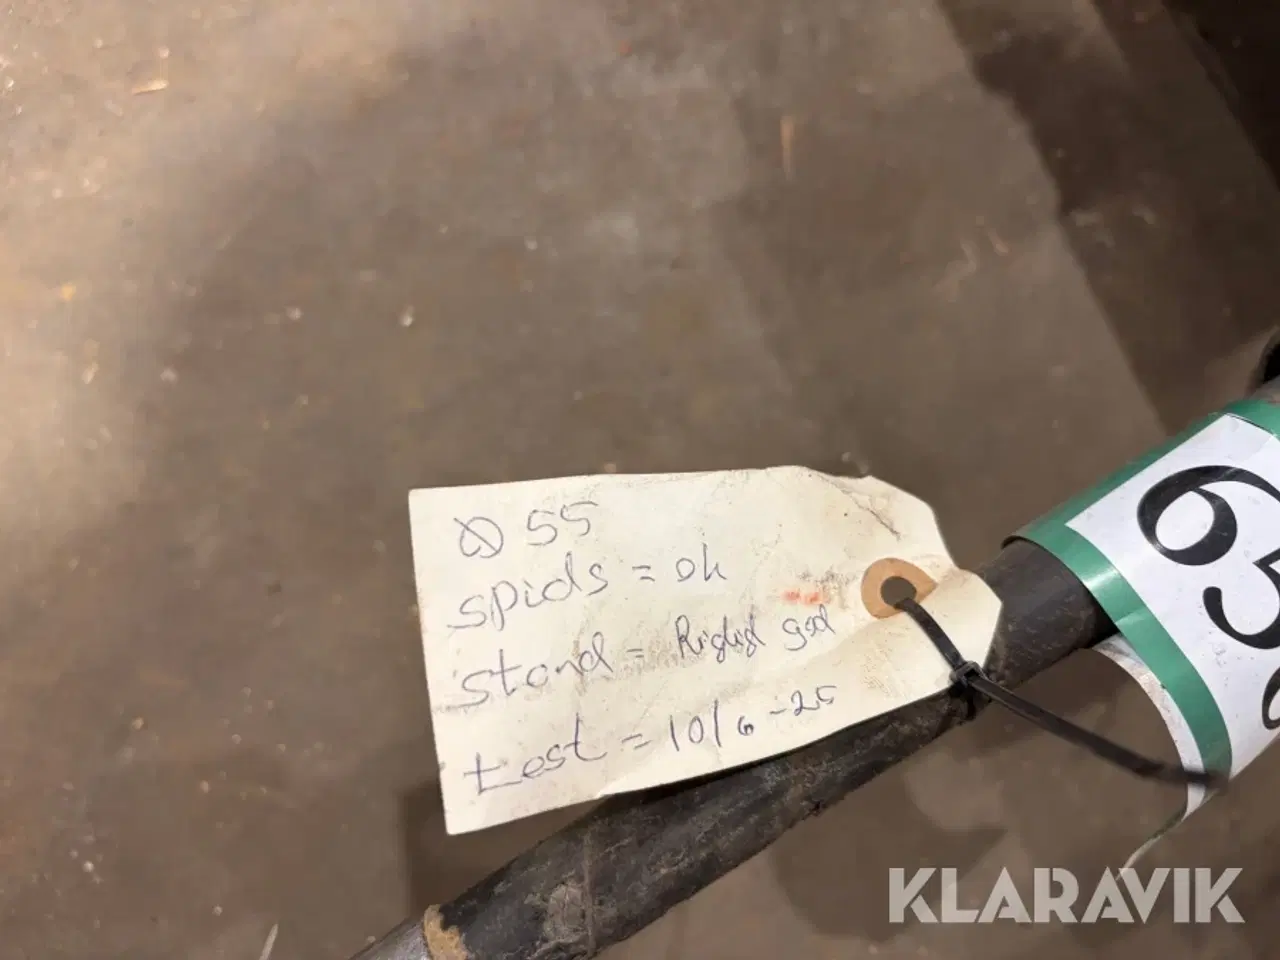 Ø 55
spids = ok
stand = Rigtigt god
test = 10/6-25
65
KLARAVIK